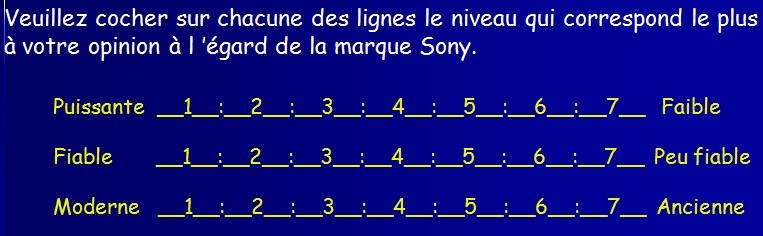 Veuillez cocher sur chacune des lignes le niveau qui correspond le plus
à votre opinion à l 'égard de la marque Sony.
Puissante __1__:__2__:__3__:__4__:__5__:__6__:__7__ Faible
Fiable __1__:__2__:__3__:__4__:__5__:__6__:__7__ Peu fiable
Moderne __1__:__2__:__3__:__4__:__5__:__6__:__7__ Ancienne